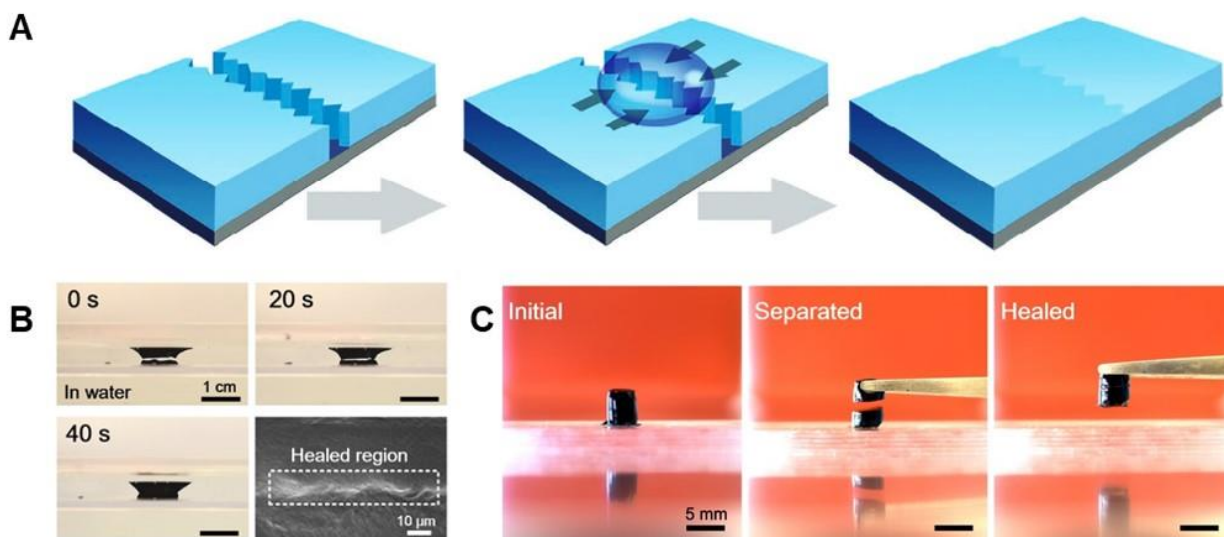 A
B
0 s
20 s
In water
1 cm
40 s
Healed region
10 µm
C
Initial
Separated
Healed
5 mm